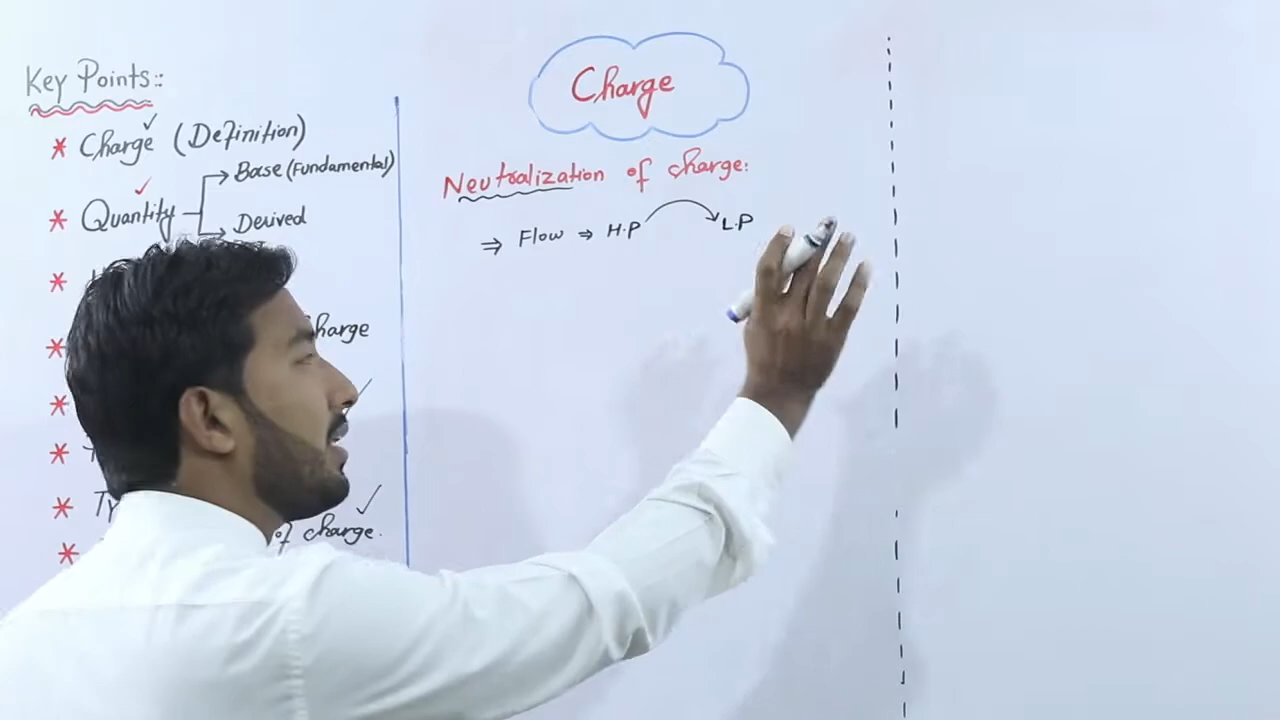 Key Points::
* Charge ✓ (Definition)
* Quantity ✓ → Base (Fundamental)
→ Derived
*
* charge
* ✓
*
* Ty ✓
* of charge.
Charge
Neutralization of charge:
⇒ Flow ⇒ H.P → L.P